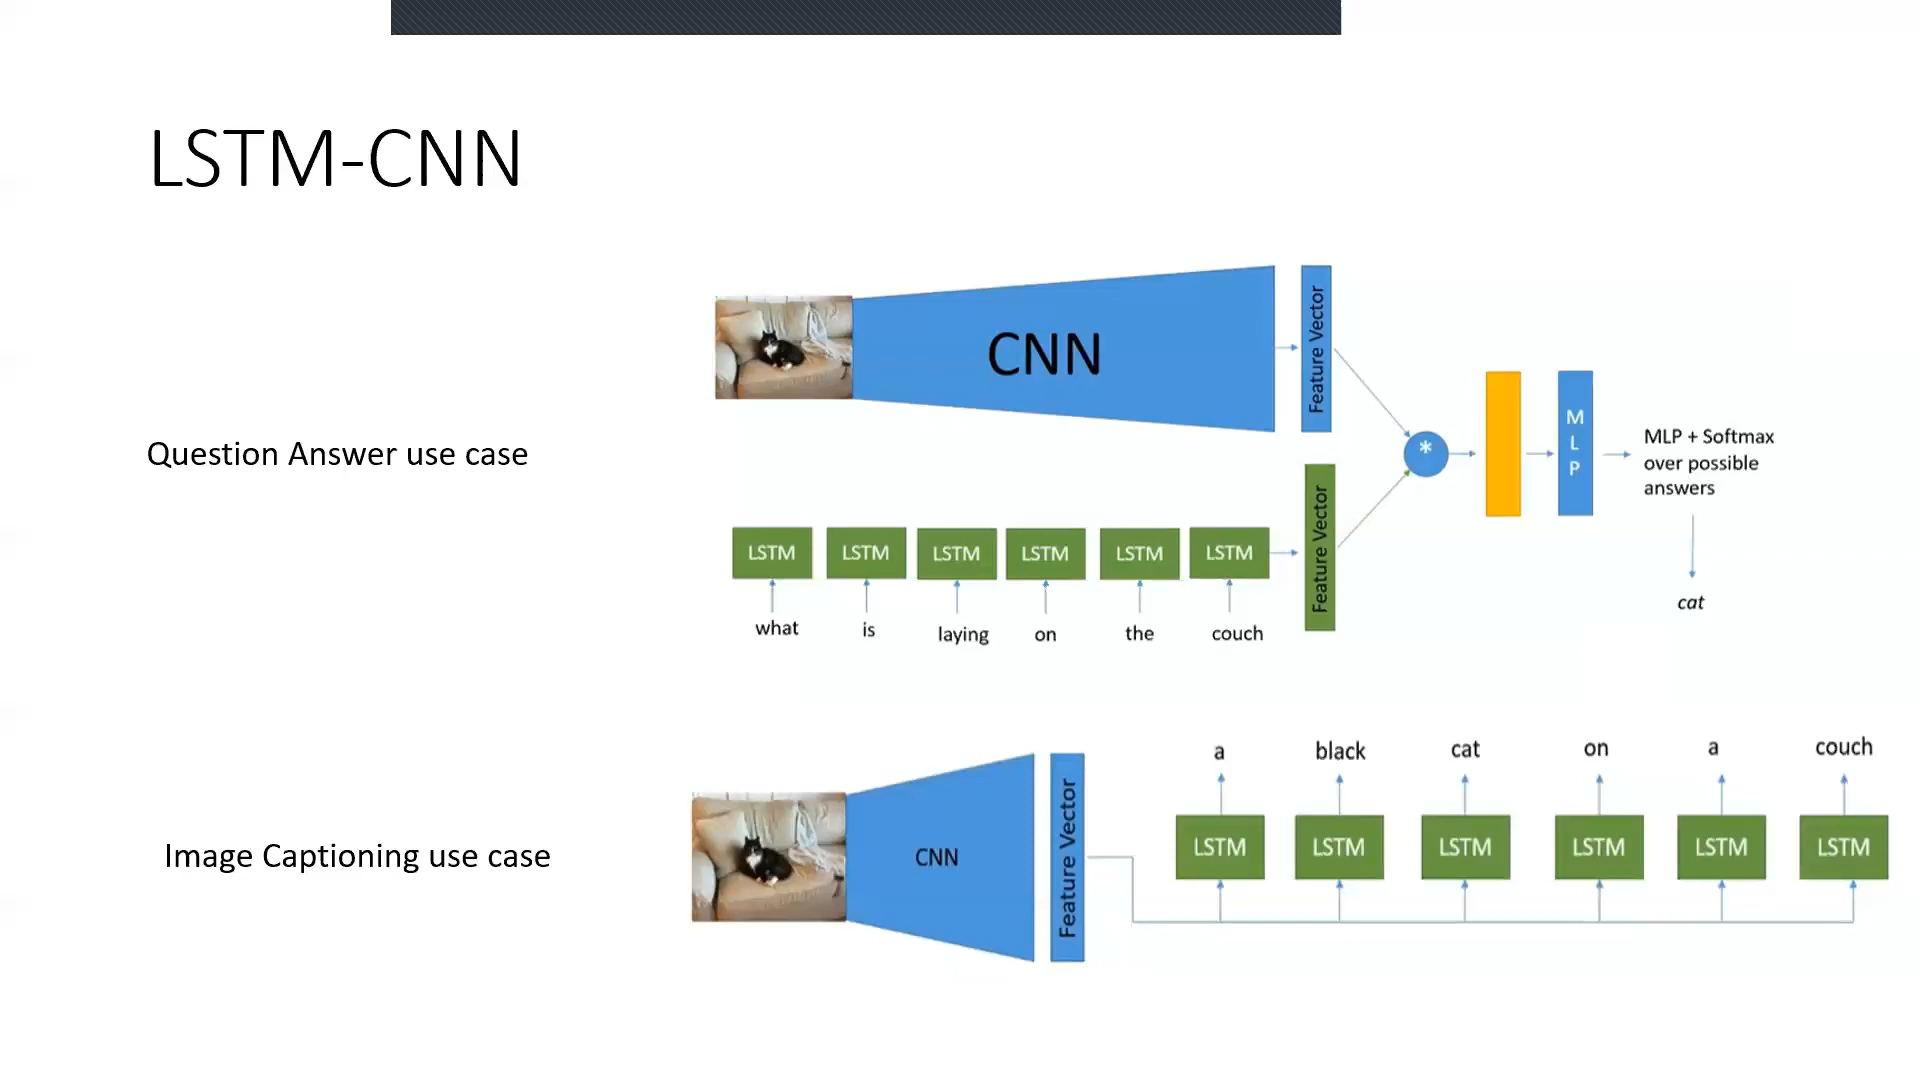 LSTM-CNN
Question Answer use case
CNN
Feature Vector
*
M
L
P
MLP + Softmax
over possible
answers
cat
LSTM LSTM LSTM LSTM LSTM LSTM
Feature Vector
what is laying on the couch
Image Captioning use case
CNN
Feature Vector
a black cat on a couch
LSTM LSTM LSTM LSTM LSTM LSTM